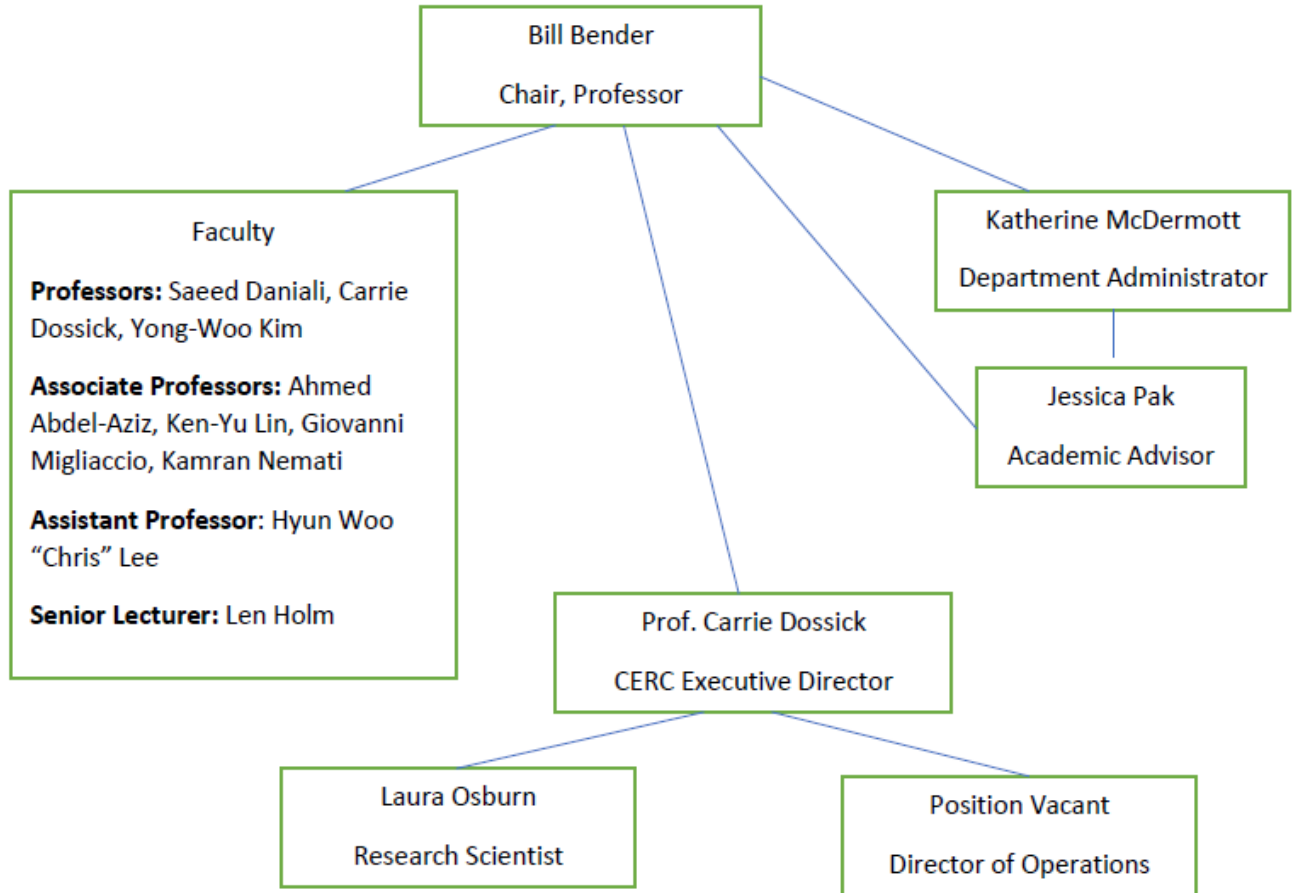 Bill Bender
Chair, Professor
Faculty
Professors: Saeed Daniali, Carrie
Dossick, Yong-Woo Kim
Associate Professors: Ahmed
Abdel-Aziz, Ken-Yu Lin, Giovanni
Migliaccio, Kamran Nemati
Assistant Professor: Hyun Woo
“Chris” Lee
Senior Lecturer: Len Holm
Katherine McDermott
Department Administrator
Jessica Pak
Academic Advisor
Prof. Carrie Dossick
CERC Executive Director
Laura Osburn
Research Scientist
Position Vacant
Director of Operations